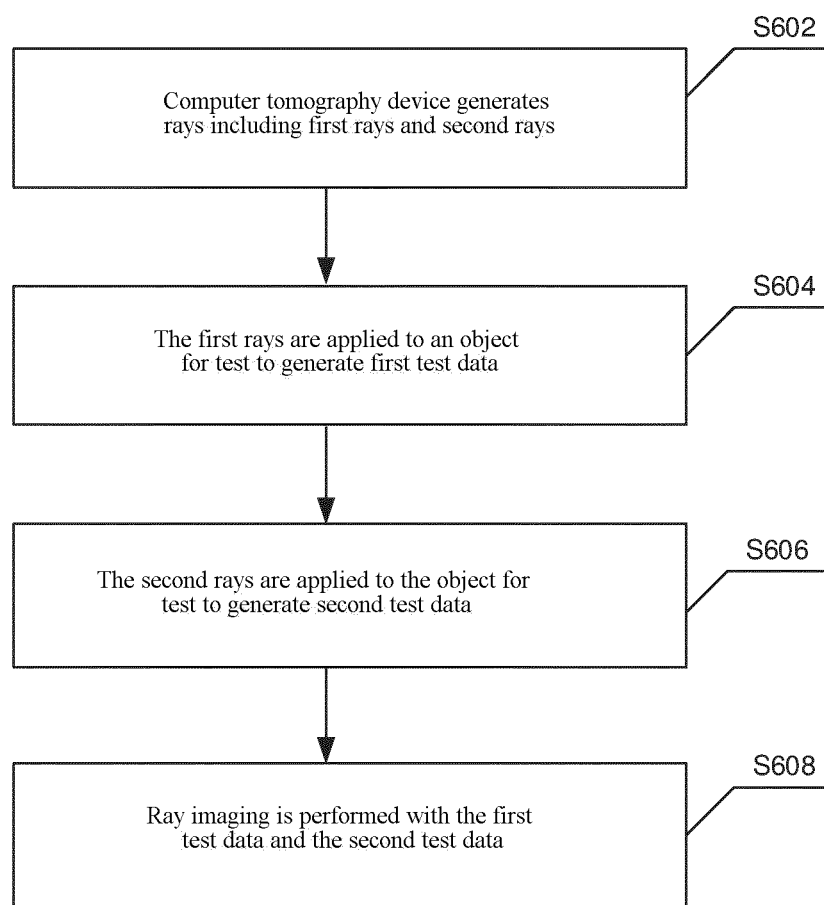 S602
Computer tomography device generates
rays including first rays and second rays
S604
The first rays are applied to an object
for test to generate first test data
S606
The second rays are applied to the object for
test to generate second test data
S608
Ray imaging is performed with the first
test data and the second test data